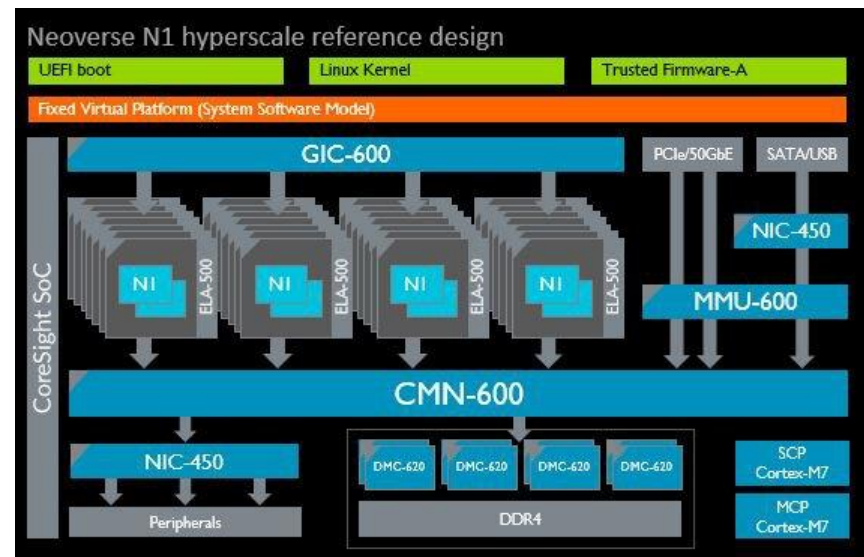 Neoverse N1 hyperscale reference design
UEFI boot
Linux Kernel
Trusted Firmware-A
Fixed Virtual Platform (System Software Model)
CoreSight SoC
GIC-600
PCIe/50GbE
SATA/USB
N1
ELA-500
N1
ELA-500
N1
ELA-500
N1
ELA-500
NIC-450
MMU-600
CMN-600
NIC-450
DMC-620
DMC-620
DMC-620
DMC-620
SCP
Cortex-M7
Peripherals
DDR4
MCP
Cortex-M7